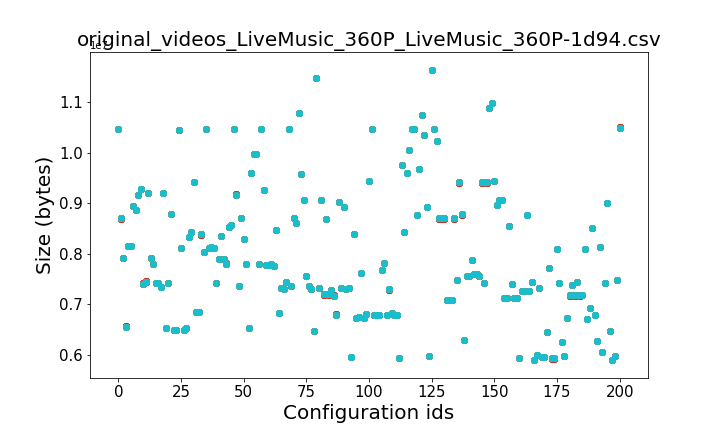 original_videos_LiveMusic_360P_LiveMusic_360P-1d94.csv
1e7
1.1
1.0
0.9
0.8
0.7
0.6
Size (bytes)
0 25 50 75 100 125 150 175 200
Configuration ids